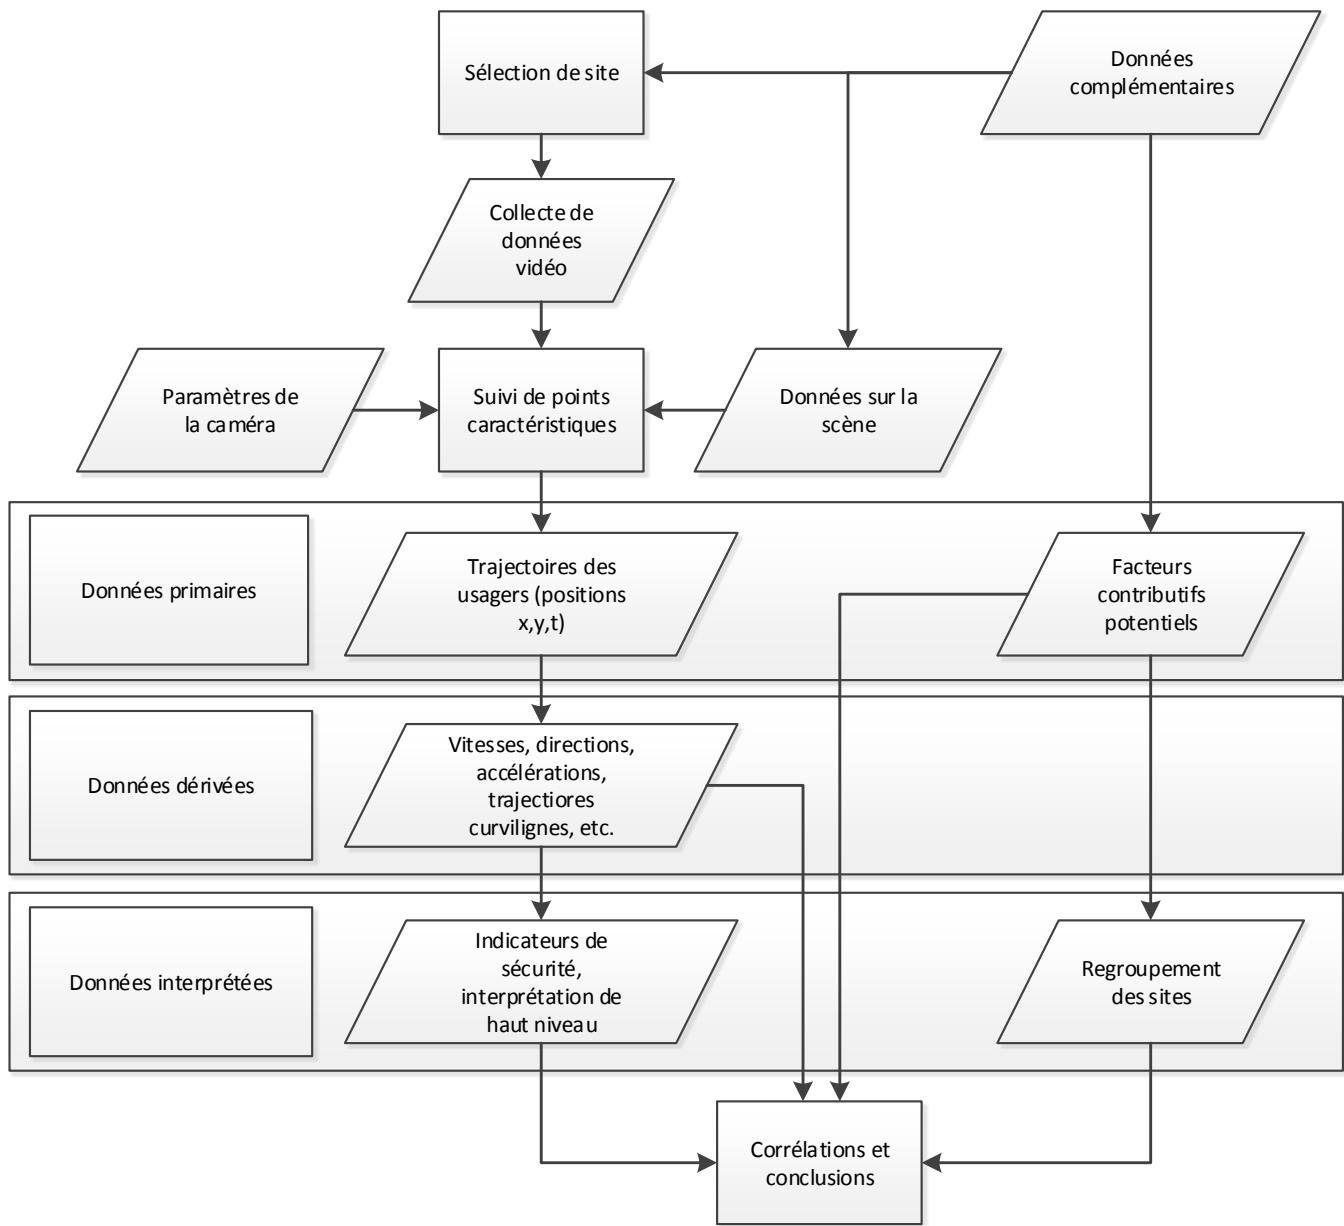 Sélection de site
Données
complémentaires
Collecte de
données
vidéo
Paramètres de
la caméra
Suivi de points
caractéristiques
Données sur la
scène
Données primaires
Trajectoires des
usagers (positions
x,y,t)
Facteurs
contributifs
potentiels
Données dérivées
Vitesses, directions,
accélérations,
trajectiores
curvilignes, etc.
Données interprétées
Indicateurs de
sécurité,
interprétation de
haut niveau
Regroupement
des sites
Corrélations et
conclusions